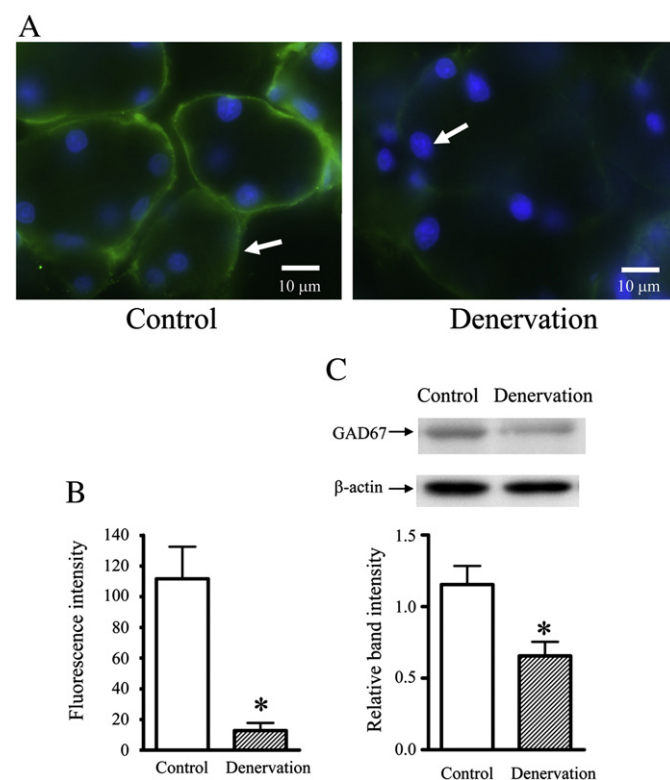 A
10 μm
10 μm
Control
Denervation
C
Control Denervation
GAD67
β-actin
B
140
120
100
80
60
40
20
0
Fluorescence intensity
*
Control Denervation
1.5
1.0
0.5
0.0
Relative band intensity
*
Control Denervation